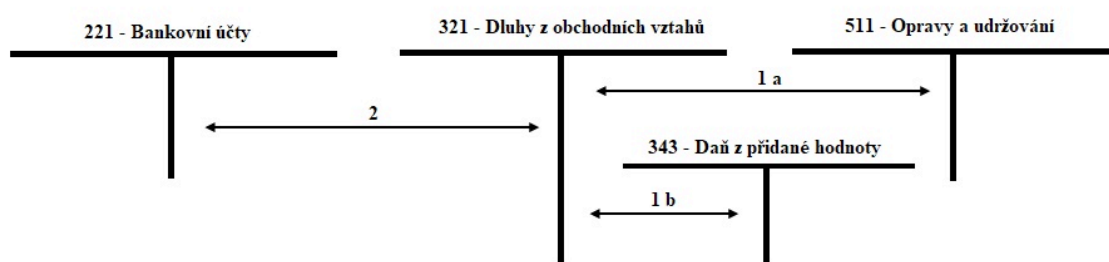 221 - Bankovní účty
321 - Dluhy z obchodních vztahů
511 - Opravy a udržování
1 a
2
343 - Daň z přidané hodnoty
1 b